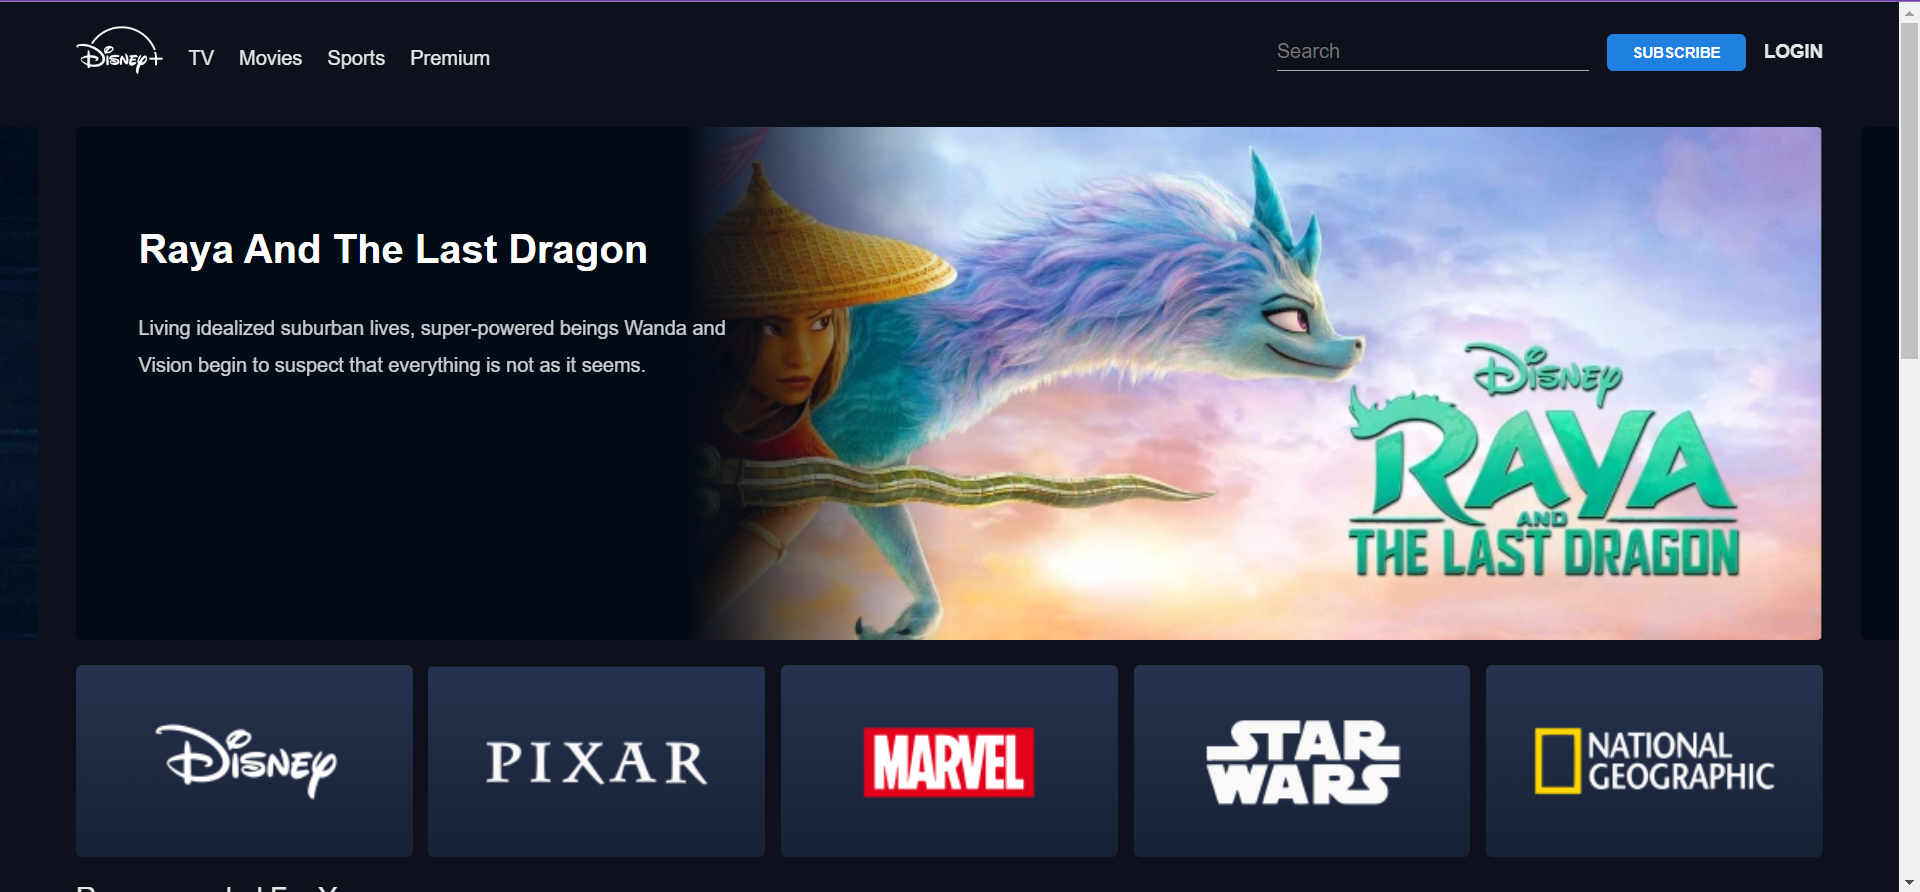 Disney+ TV Movies Sports Premium Search SUBSCRIBE LOGIN
Raya And The Last Dragon
Living idealized suburban lives, super-powered beings Wanda and
Vision begin to suspect that everything is not as it seems.
DISNEY
RAYA
AND
THE LAST DRAGON
DISNEY
PIXAR
MARVEL
STAR
WARS
NATIONAL
GEOGRAPHIC